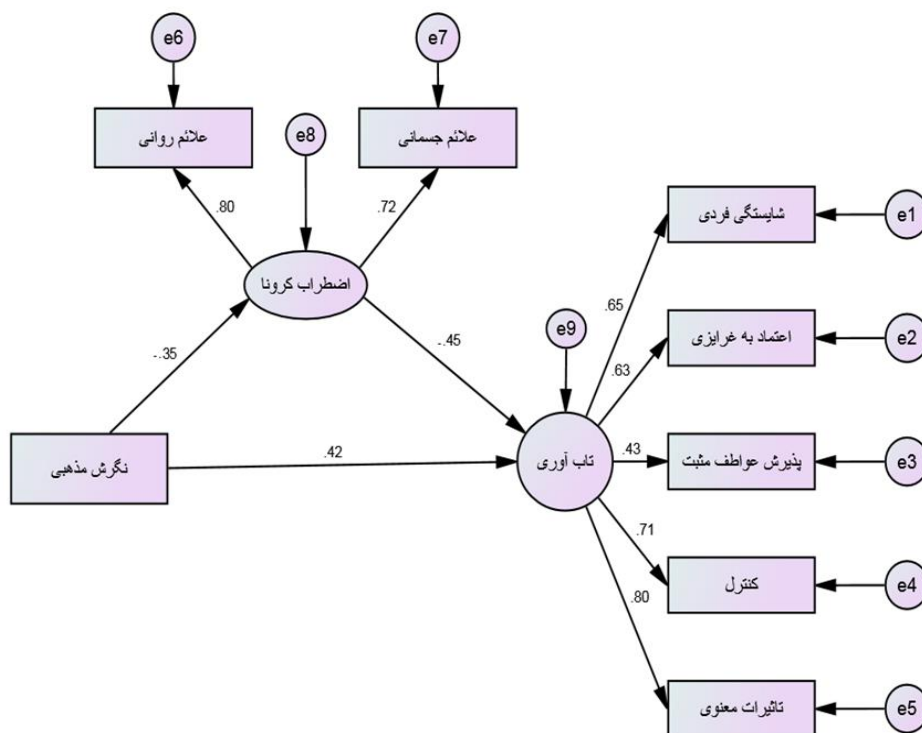 e6
e7
علائم روانی
e8
علائم جسمانی
.80
.72
شایستگی فردی
e1
اضطراب کرونا
.65
e9
اعتماد به غرایزی
e2
-.35
-.45
.63
نگرش مذهبی
.42
تاب آوری
.43
پذیرش عواطف مثبت
e3
.71
کنترل
e4
.80
تاثیرات معنوی
e5